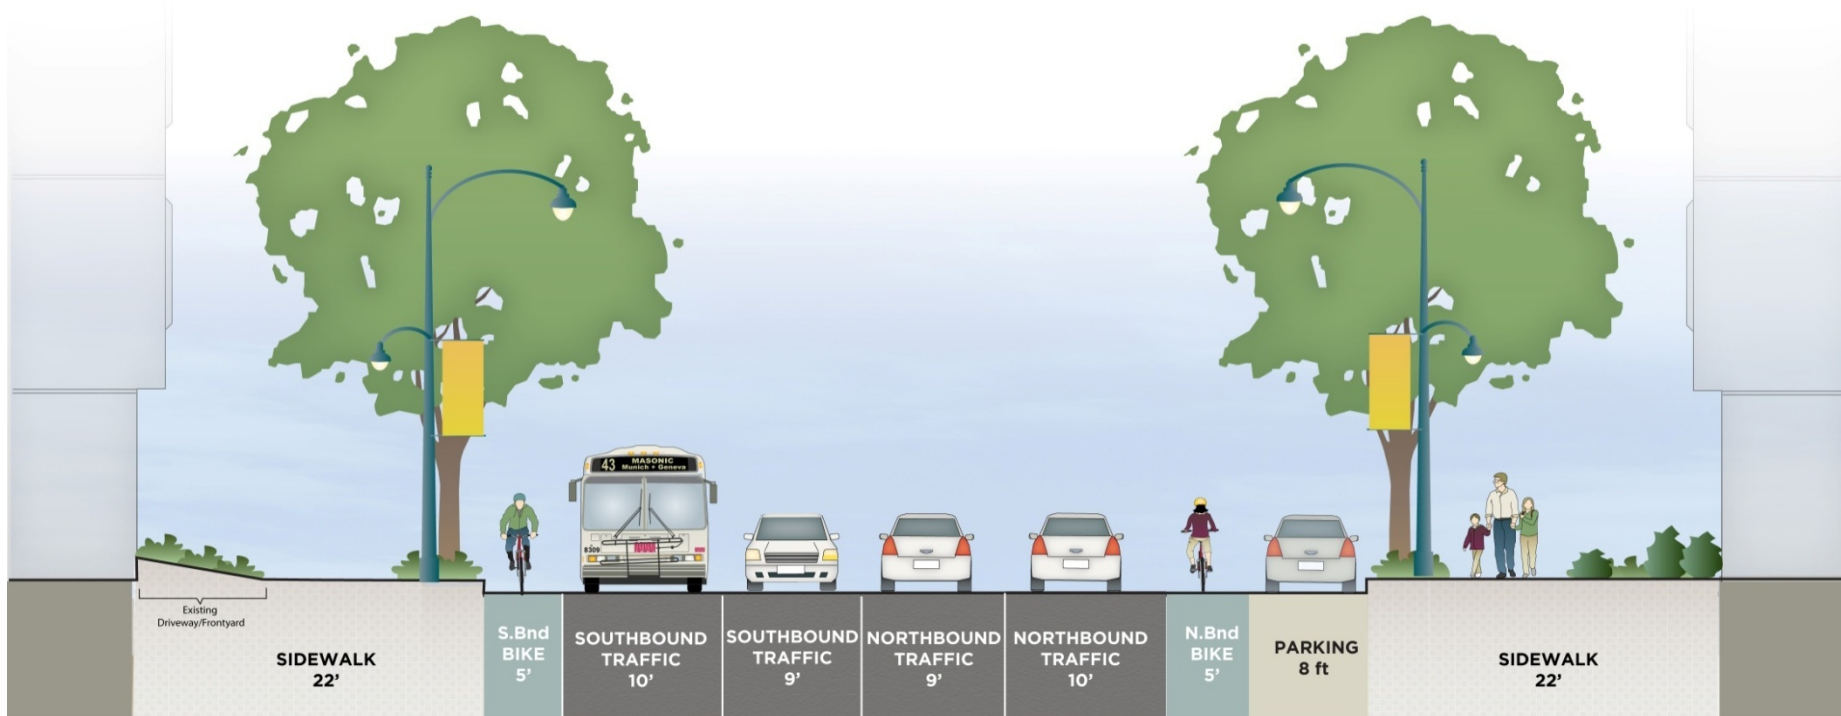 43
MASONIC
Munich + Geneva
8309
Existing
Driveway/Frontyard
SIDEWALK
22'
S.Bnd
BIKE
5'
SOUTHBOUND
TRAFFIC
10'
SOUTHBOUND
TRAFFIC
9'
NORTHBOUND
TRAFFIC
9'
NORTHBOUND
TRAFFIC
10'
N.Bnd
BIKE
5'
PARKING
8 ft
SIDEWALK
22'